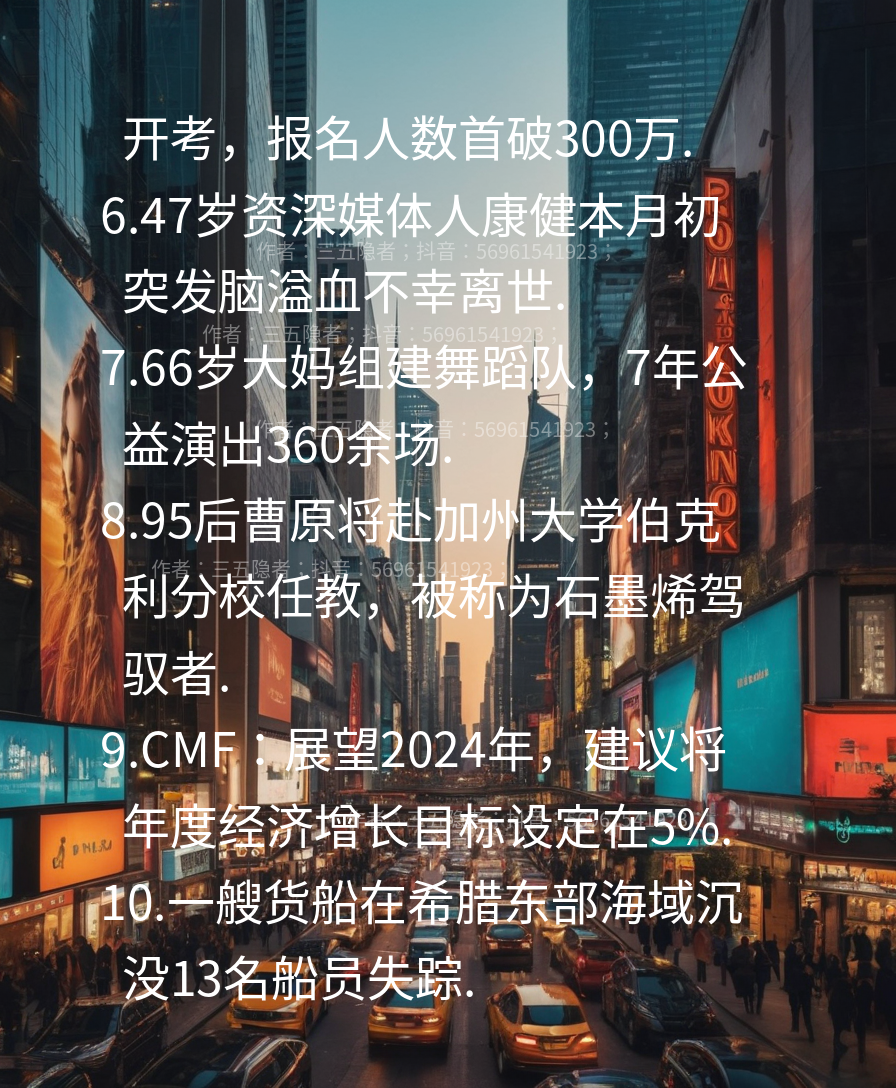 开考，报名人数首破300万.
6.47岁资深媒体人康健本月初
作者：三五隐者；抖音：56961541923；
突发脑溢血不幸离世.
作者：三五隐者；抖音：56961541923；
7.66岁大妈组建舞蹈队，7年公
作者：三五隐者；抖音：56961541923；
益演出360余场.
8.95后曹原将赴加州大学伯克
作者：三五隐者；抖音：56961541923；
利分校任教，被称为石墨烯驾
驭者.
9.CMF：展望2024年，建议将
年度经济增长目标设定在5%.
10.一艘货船在希腊东部海域沉
没13名船员失踪.